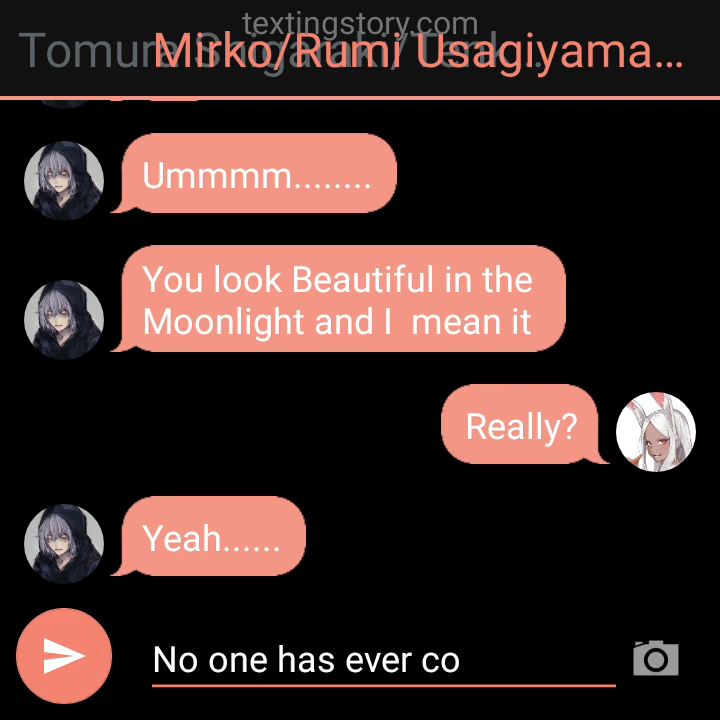 textingstory.com
Mirko/Rumi Usagiyama...
Ummmm........
You look Beautiful in the
Moonlight and I  mean it
Really?
Yeah......
No one has ever co